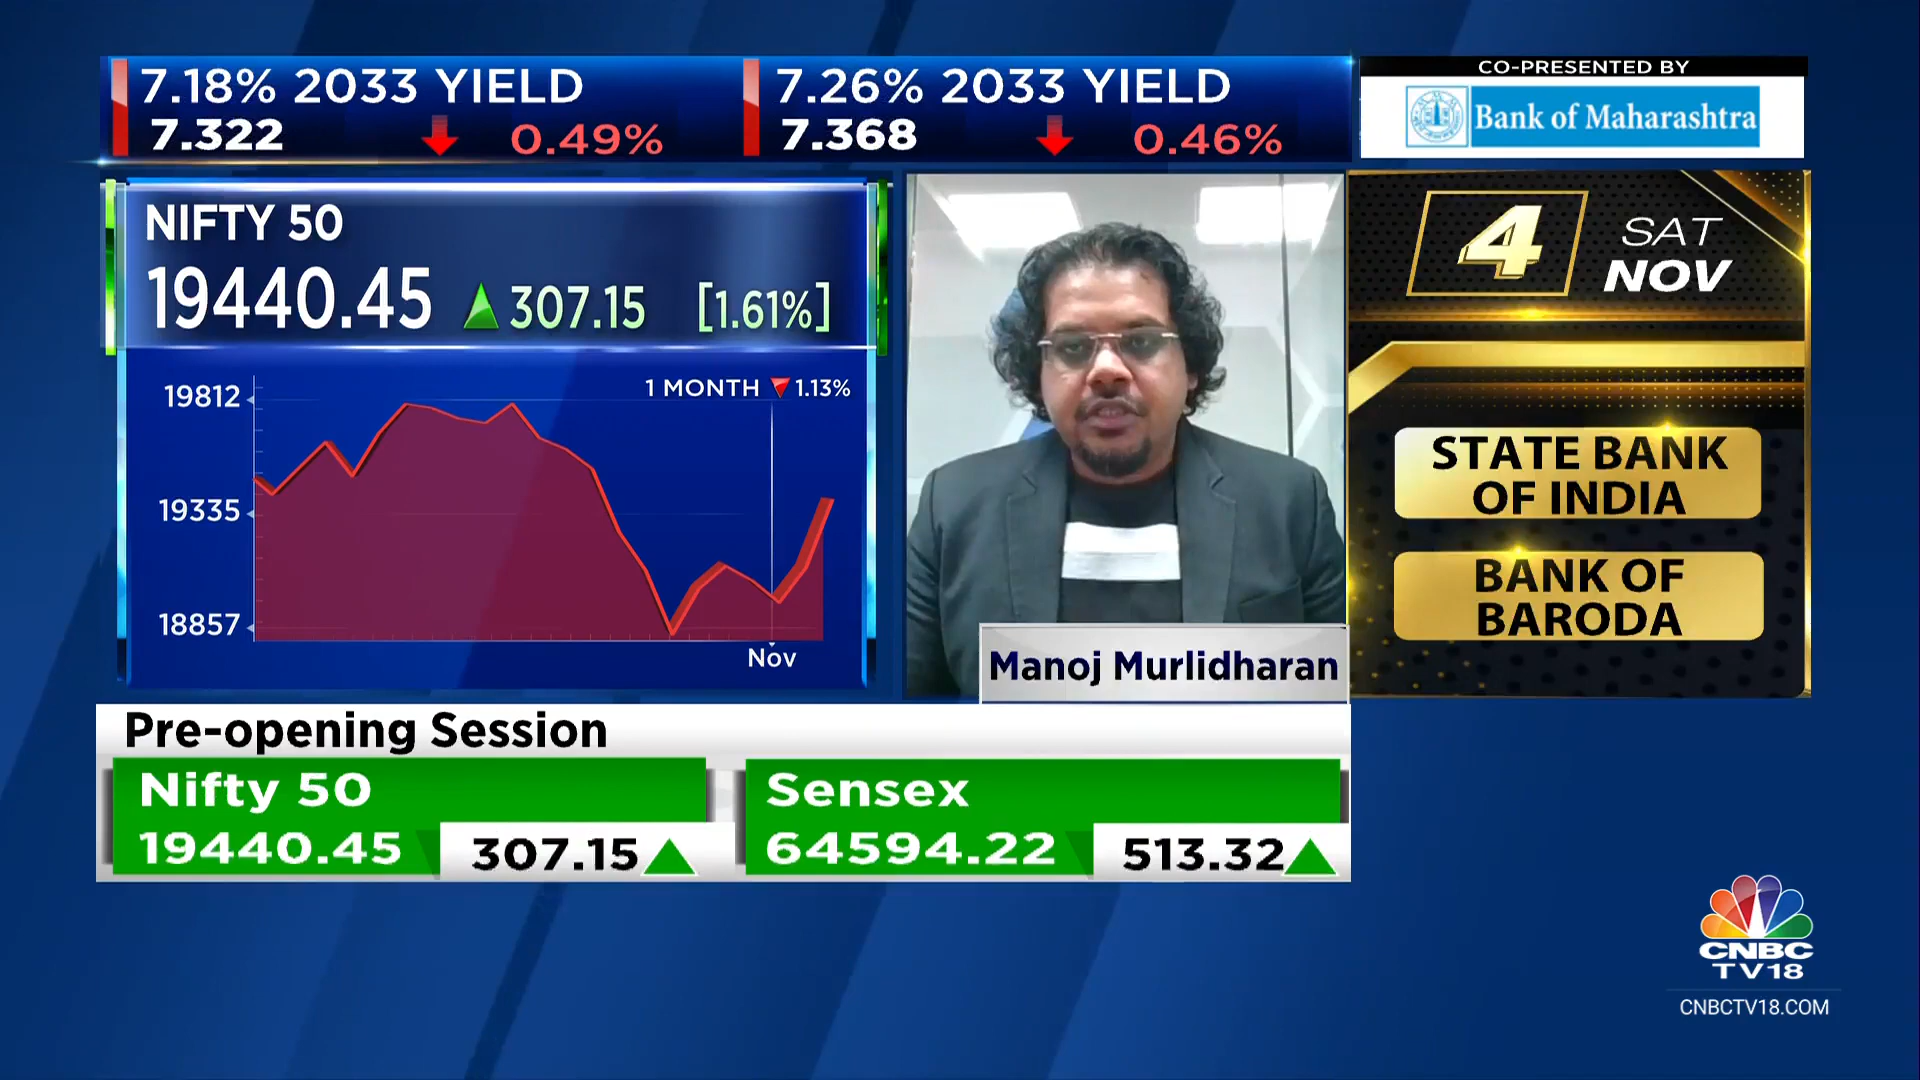 7.18% 2033 YIELD
7.322 0.49%
7.26% 2033 YIELD
7.368 0.46%
CO-PRESENTED BY
Bank of Maharashtra
NIFTY 50
19440.45 307.15 [1.61%]
1 MONTH 1.13%
19812
19335
18857
Nov
Manoj Murlidharan
4 SAT
NOV
STATE BANK
OF INDIA
BANK OF
BARODA
Pre-opening Session
Nifty 50
19440.45 307.15
Sensex
64594.22 513.32
CNBC
TV18
CNBCTV18.COM